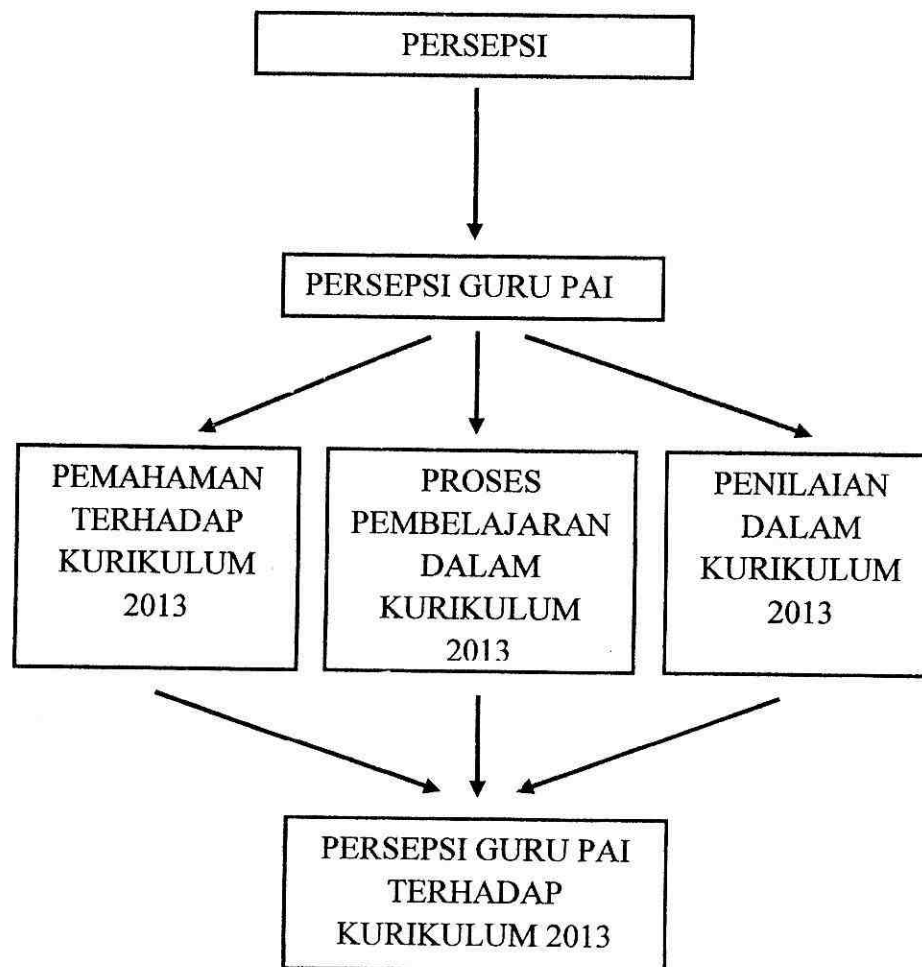 PERSEPSI
PERSEPSI GURU PAI
PEMAHAMAN
TERHADAP
KURIKULUM
2013
PROSES
PEMBELAJARAN
DALAM
KURIKULUM
2013
PENILAIAN
DALAM
KURIKULUM
2013
PERSEPSI GURU PAI
TERHADAP
KURIKULUM 2013